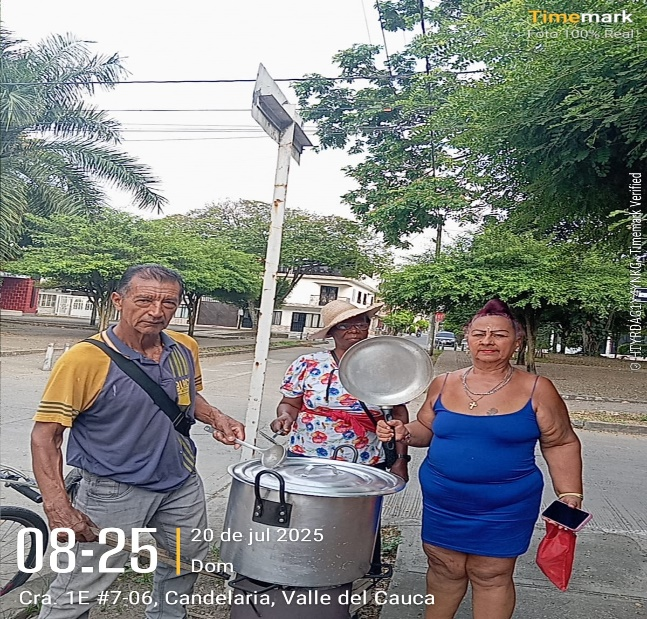 Timemark
Foto 100% Real
© HTYRDACTYZYNKG Timemark Verified
08:25
20 de jul 2025
Dom
Cra. 1E #7-06, Candelaria, Valle del Cauca